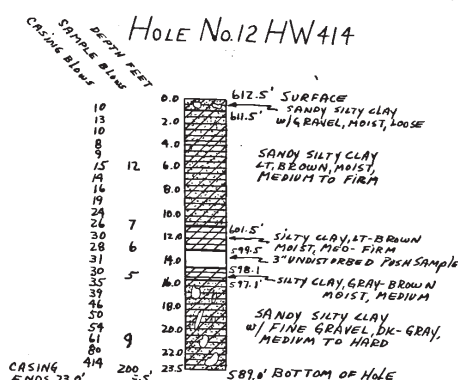 HOLE No.12 HW414
CASING BLOWS
SAMPLE BLOWS
DEPTH FEET
0.0 612.5' SURFACE
10 SANDY SILTY CLAY
13 2.0 611.5' W/GRAVEL, MOIST, LOOSE
10
8 4.0
9 SANDY SILTY CLAY
15 12 6.0 LT. BROWN, MOIST,
14 MEDIUM TO FIRM
16 8.0
19
24 10.0
26 7 601.5'
30 12.0 SILTY CLAY, LT-BROWN
28 6 599.5' MOIST, MED-FIRM
31 14.0 3" UNDISTURBED PUSH SAMPLE
30 5 598.1
35 16.0 597.1' SILTY CLAY, GRAY-BROWN
39 MOIST, MEDIUM
46 18.0
50 SANDY SILTY CLAY
54 20.0 W/ FINE GRAVEL, DK-GRAY,
61 9 MEDIUM TO HARD
80 22.0
CASING 414 200 23.5 589.0' BOTTOM OF HOLE
ENDS 23.0'